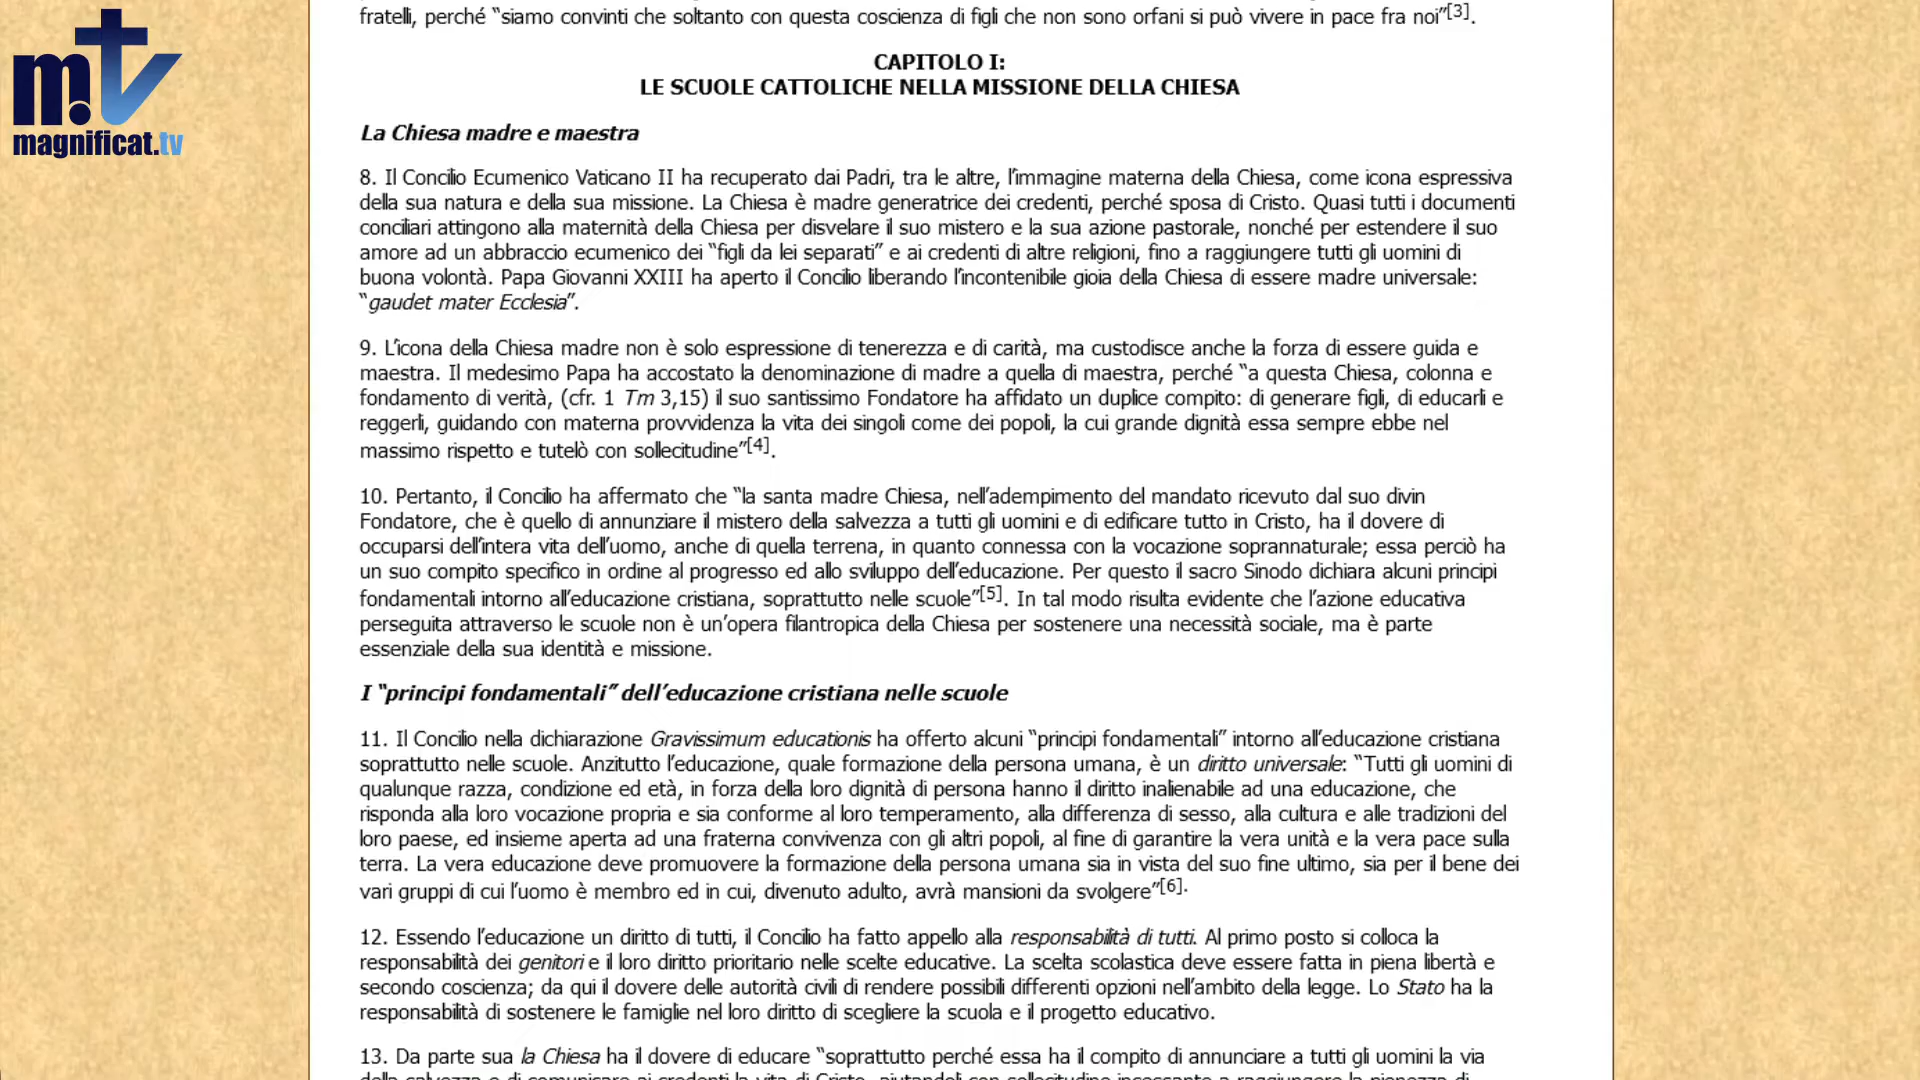 m.tv
magnificat.tv
fratelli, perché “siamo convinti che soltanto con questa coscienza di figli che non sono orfani si può vivere in pace fra noi”[3].
CAPITOLO I:
LE SCUOLE CATTOLICHE NELLA MISSIONE DELLA CHIESA
La Chiesa madre e maestra
8. Il Concilio Ecumenico Vaticano II ha recuperato dai Padri, tra le altre, l’immagine materna della Chiesa, come icona espressiva
della sua natura e della sua missione. La Chiesa è madre generatrice dei credenti, perché sposa di Cristo. Quasi tutti i documenti
conciliari attingono alla maternità della Chiesa per disvelare il suo mistero e la sua azione pastorale, nonché per estendere il suo
amore ad un abbraccio ecumenico dei “figli da lei separati” e ai credenti di altre religioni, fino a raggiungere tutti gli uomini di
buona volontà. Papa Giovanni XXIII ha aperto il Concilio liberando l’incontenibile gioia della Chiesa di essere madre universale:
“gaudet mater Ecclesia”.
9. L’icona della Chiesa madre non è solo espressione di tenerezza e di carità, ma custodisce anche la forza di essere guida e
maestra. Il medesimo Papa ha accostato la denominazione di madre a quella di maestra, perché “a questa Chiesa, colonna e
fondamento di verità, (cfr. 1 Tm 3,15) il suo santissimo Fondatore ha affidato un duplice compito: di generare figli, di educarli e
reggerli, guidando con materna provvidenza la vita dei singoli come dei popoli, la cui grande dignità essa sempre ebbe nel
massimo rispetto e tutelò con sollecitudine”[4].
10. Pertanto, il Concilio ha affermato che “la santa madre Chiesa, nell’adempimento del mandato ricevuto dal suo divin
Fondatore, che è quello di annunziare il mistero della salvezza a tutti gli uomini e di edificare tutto in Cristo, ha il dovere di
occuparsi dell’intera vita dell’uomo, anche di quella terrena, in quanto connessa con la vocazione soprannaturale; essa perciò ha
un suo compito specifico in ordine al progresso ed allo sviluppo dell’educazione. Per questo il sacro Sinodo dichiara alcuni principi
fondamentali intorno all’educazione cristiana, soprattutto nelle scuole”[5]. In tal modo risulta evidente che l’azione educativa
perseguita attraverso le scuole non è un’opera filantropica della Chiesa per sostenere una necessità sociale, ma è parte
essenziale della sua identità e missione.
I “principi fondamentali” dell’educazione cristiana nelle scuole
11. Il Concilio nella dichiarazione Gravissimum educationis ha offerto alcuni “principi fondamentali” intorno all’educazione cristiana
soprattutto nelle scuole. Anzitutto l’educazione, quale formazione della persona umana, è un diritto universale: “Tutti gli uomini di
qualunque razza, condizione ed età, in forza della loro dignità di persona hanno il diritto inalienabile ad una educazione, che
risponda alla loro vocazione propria e sia conforme al loro temperamento, alla differenza di sesso, alla cultura e alle tradizioni del
loro paese, ed insieme aperta ad una fraterna convivenza con gli altri popoli, al fine di garantire la vera unità e la vera pace sulla
terra. La vera educazione deve promuovere la formazione della persona umana sia in vista del suo fine ultimo, sia per il bene dei
vari gruppi di cui l’uomo è membro ed in cui, divenuto adulto, avrà mansioni da svolgere”[6].
12. Essendo l’educazione un diritto di tutti, il Concilio ha fatto appello alla responsabilità di tutti. Al primo posto si colloca la
responsabilità dei genitori e il loro diritto prioritario nelle scelte educative. La scelta scolastica deve essere fatta in piena libertà e
secondo coscienza; da qui il dovere delle autorità civili di rendere possibili differenti opzioni nell’ambito della legge. Lo Stato ha la
responsabilità di sostenere le famiglie nel loro diritto di scegliere la scuola e il progetto educativo.
13. Da parte sua la Chiesa ha il dovere di educare “soprattutto perché essa ha il compito di annunciare a tutti gli uomini la via
della salvezza e di comunicare ai credenti la vita di Cristo, aiutandoli con sollecitudine incessante a raggiungere la pienezza di